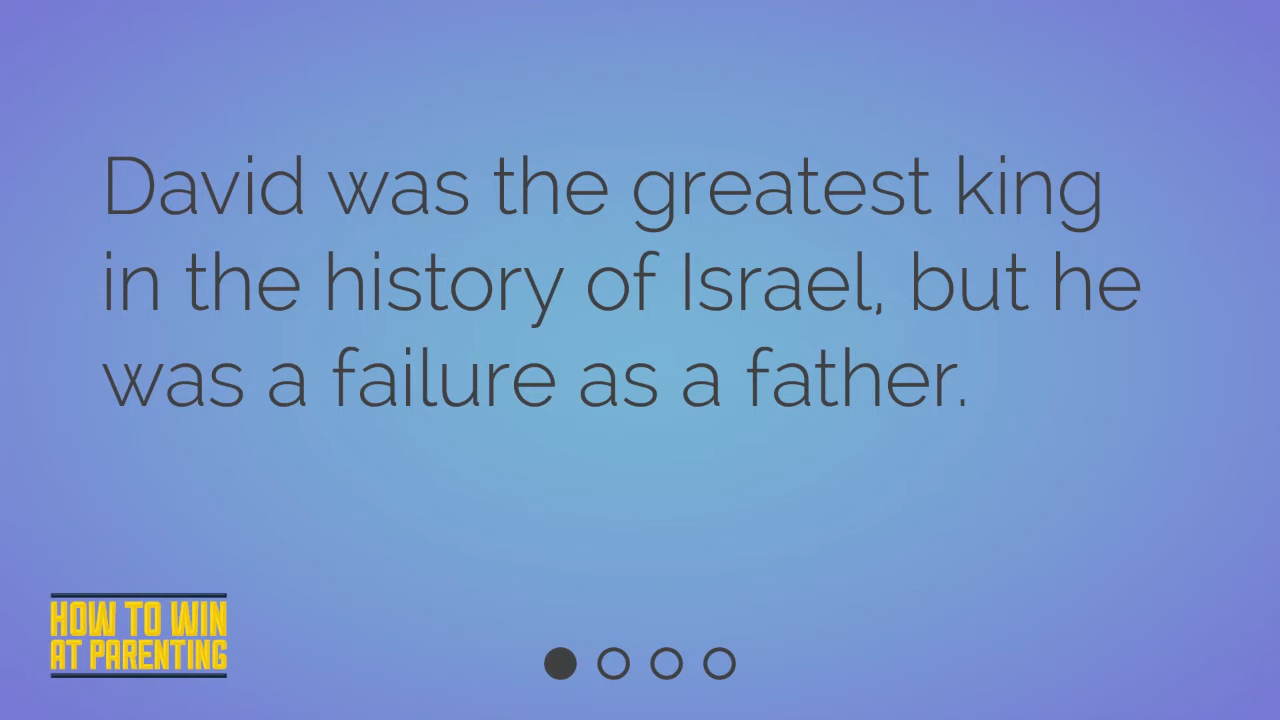 David was the greatest king
in the history of Israel, but he
was a failure as a father.
HOW TO WIN
AT PARENTING